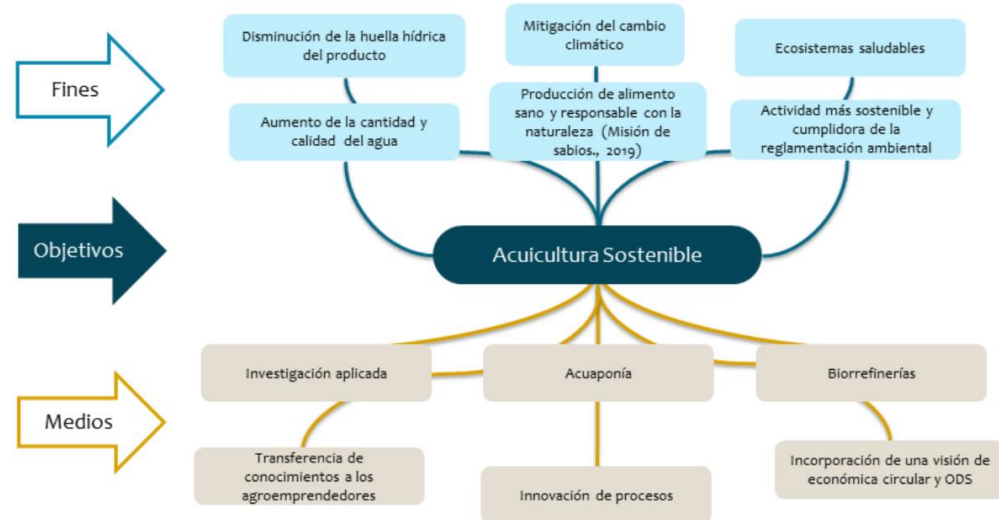 Fines
Disminución de la huella hídrica
del producto
Mitigación del cambio
climático
Ecosistemas saludables
Aumento de la cantidad y
calidad del agua
Producción de alimento
sano y responsable con la
naturaleza (Misión de
sabios., 2019)
Actividad más sostenible y
cumplidora de la
reglamentación ambiental
Objetivos
Acuicultura Sostenible
Medios
Investigación aplicada
Acuaponía
Biorrefinerías
Transferencia de
conocimientos a los
agroemprendedores
Innovación de procesos
Incorporación de una visión de
económica circular y ODS